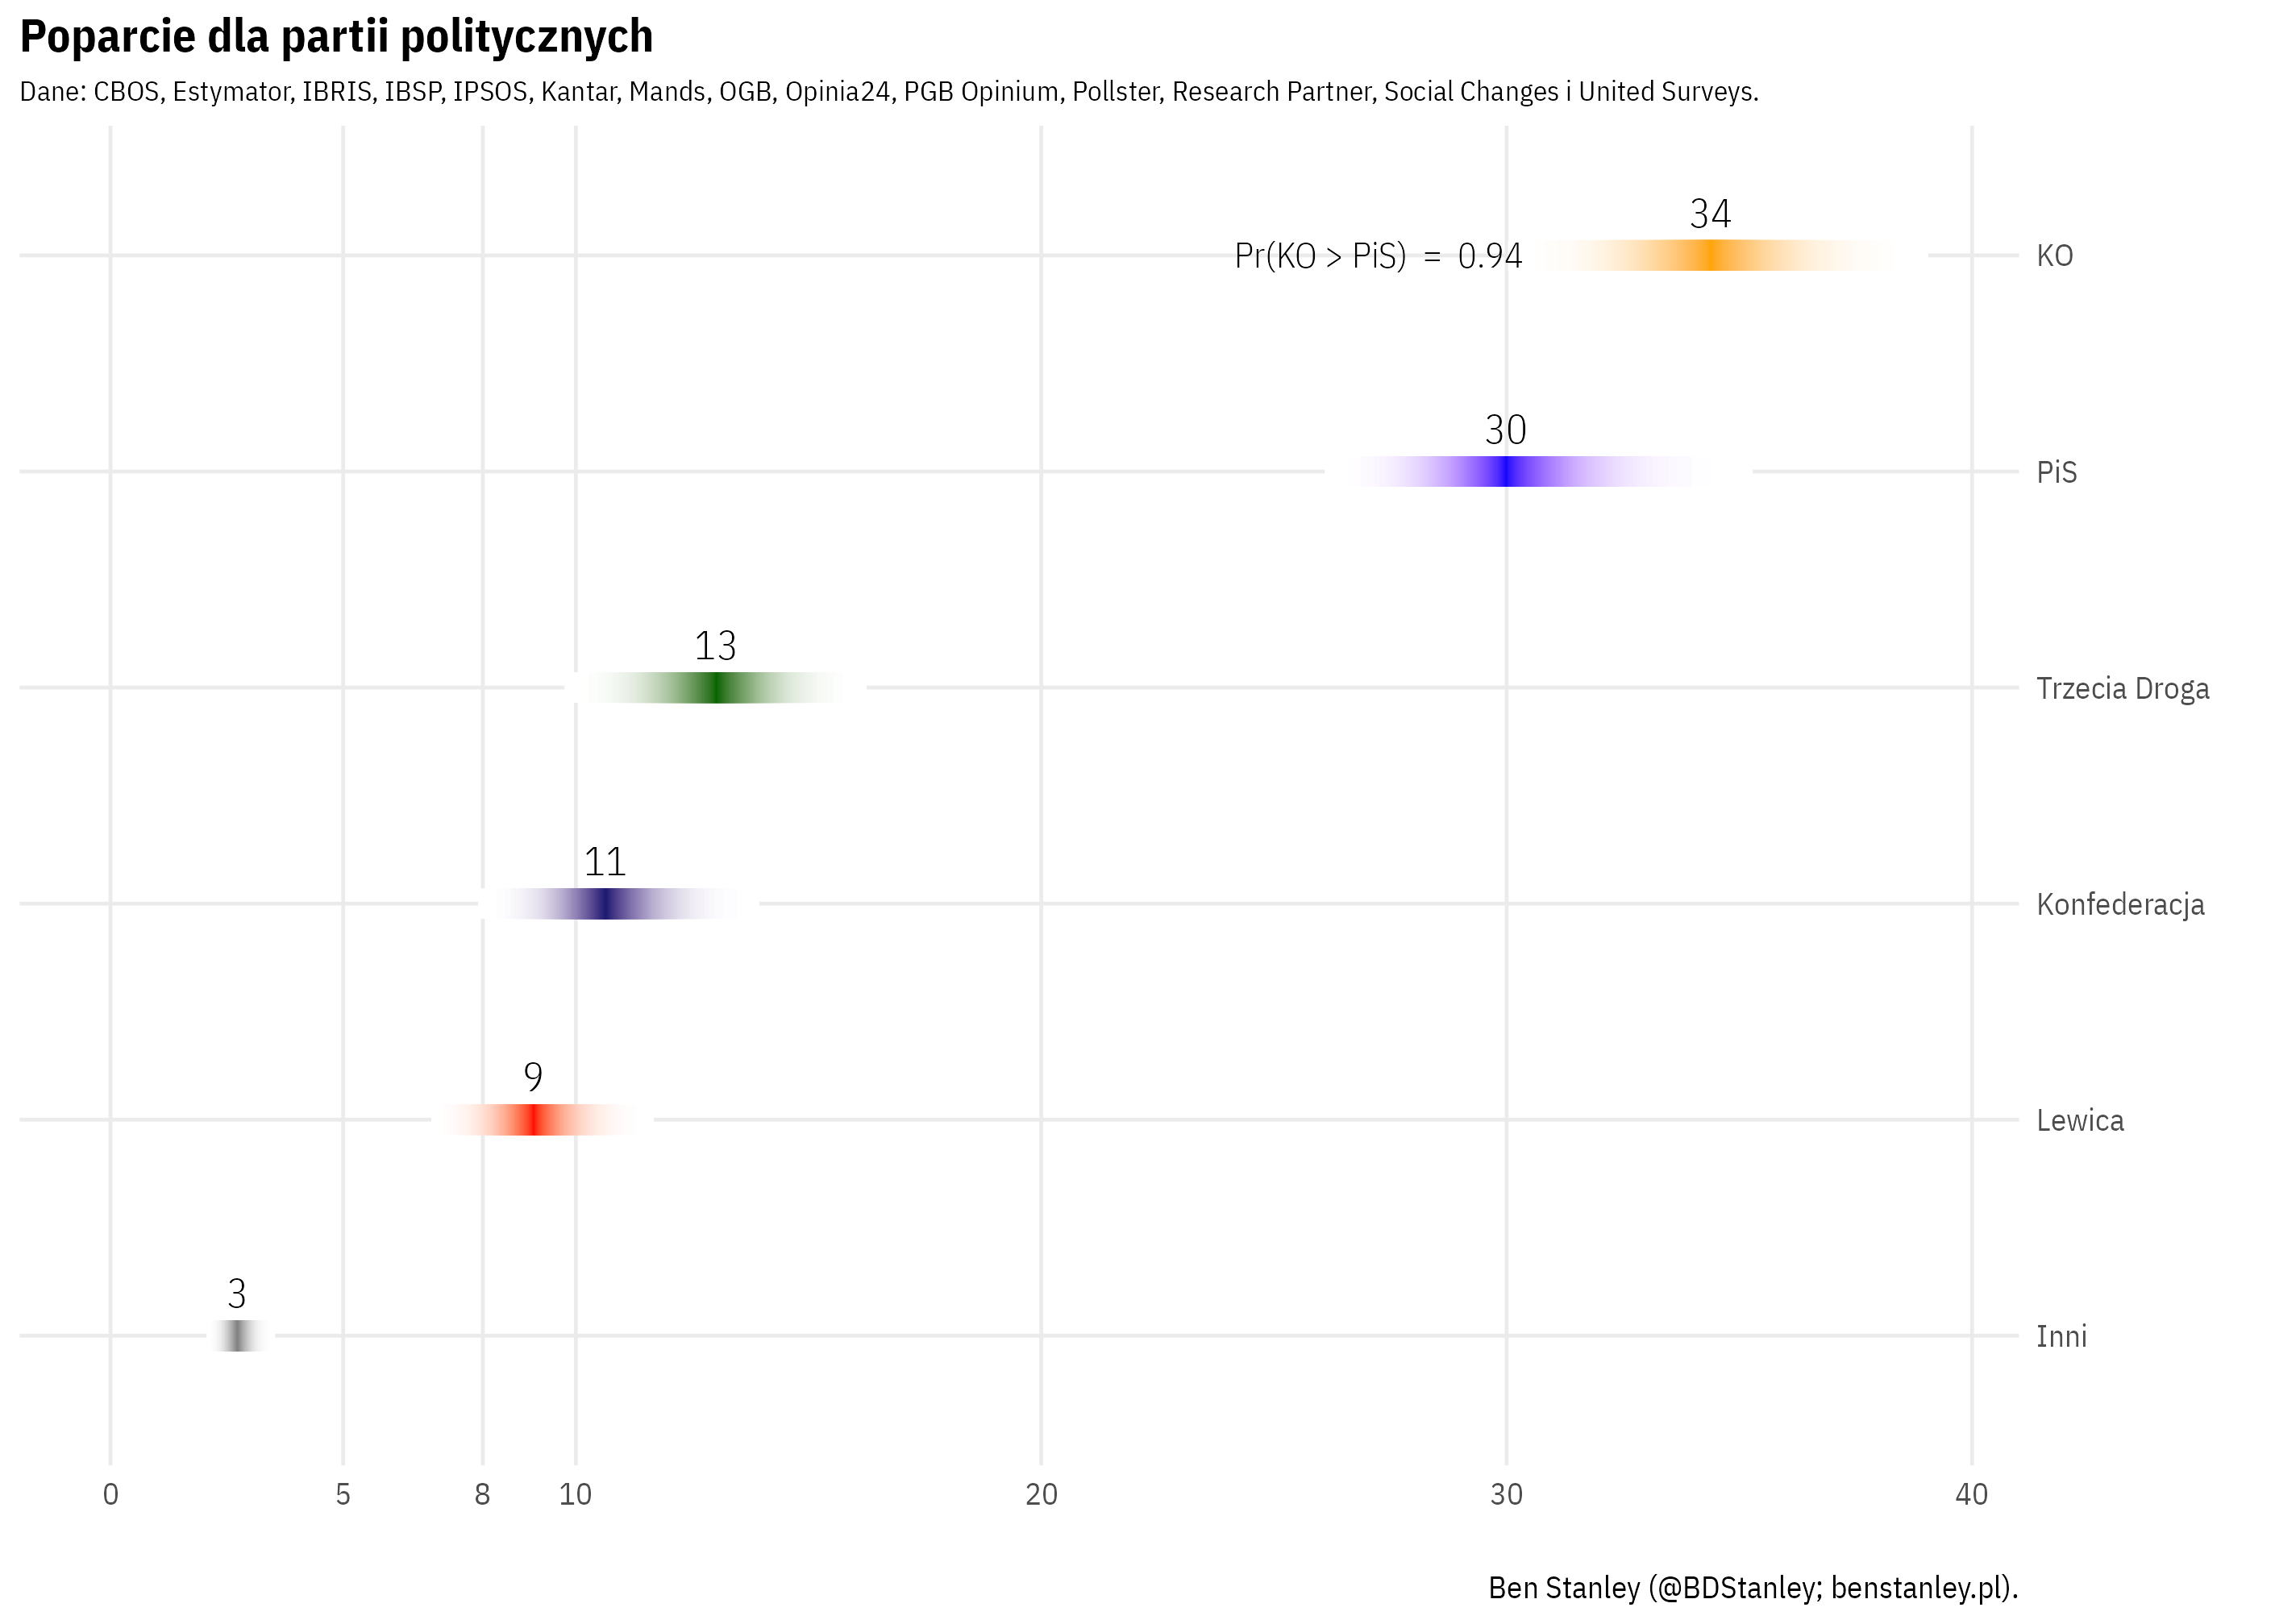 Poparcie dla partii politycznych
Dane: CBOS, Estymator, IBRIS, IBSP, IPSOS, Kantar, Mands, OGB, Opinia24, PGB Opinium, Pollster, Research Partner, Social Changes i United Surveys.
34
Pr(KO > PiS) = 0.94
KO
30
PiS
13
Trzecia Droga
11
Konfederacja
9
Lewica
3
Inni
0 5 8 10 20 30 40
Ben Stanley (@BDStanley; benstanley.pl).